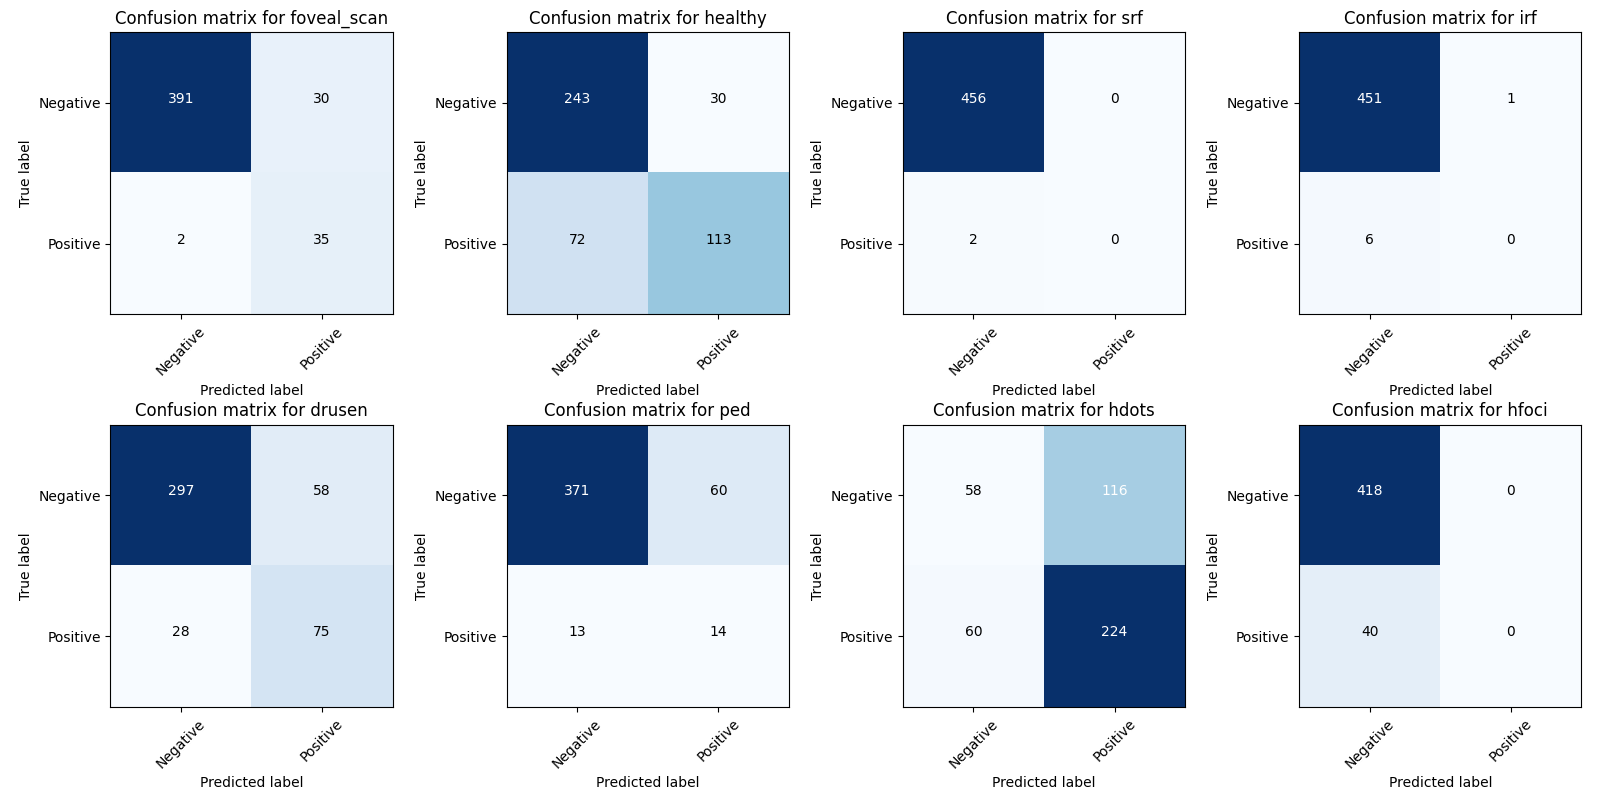 Confusion matrix for foveal_scan
Negative
391
30
Positive
2
35
True label
Negative
Positive
Predicted label
Confusion matrix for healthy
Negative
243
30
Positive
72
113
True label
Negative
Positive
Predicted label
Confusion matrix for srf
Negative
456
0
Positive
2
0
True label
Negative
Positive
Predicted label
Confusion matrix for irf
Negative
451
1
Positive
6
0
True label
Negative
Positive
Predicted label
Confusion matrix for drusen
Negative
297
58
Positive
28
75
True label
Negative
Positive
Predicted label
Confusion matrix for ped
Negative
371
60
Positive
13
14
True label
Negative
Positive
Predicted label
Confusion matrix for hdots
Negative
58
116
Positive
60
224
True label
Negative
Positive
Predicted label
Confusion matrix for hfoci
Negative
418
0
Positive
40
0
True label
Negative
Positive
Predicted label